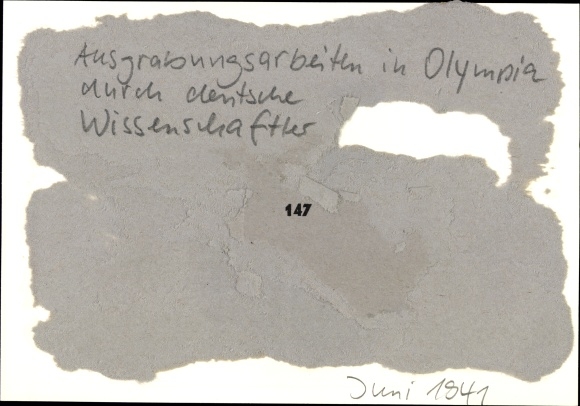 Ausgrabungsarbeiten in Olympia
durch deutsche
Wissenschaftler
147
Juni 1941